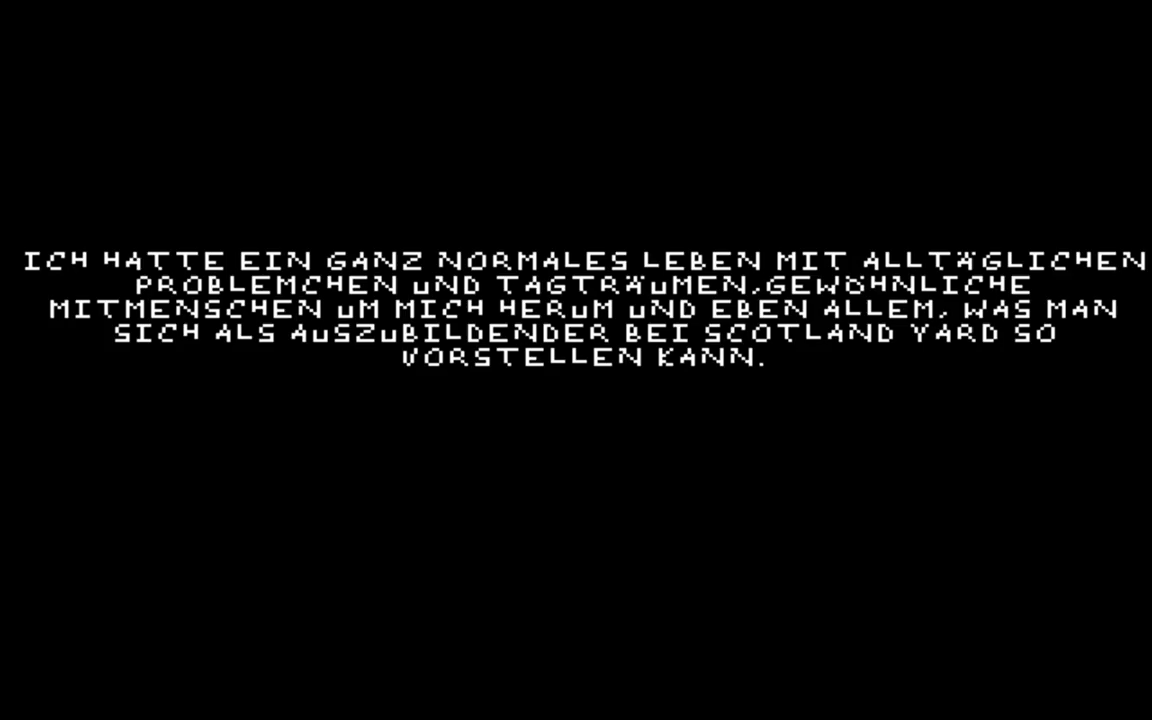 ICH HATTE EIN GANZ NORMALES LEBEN MIT ALLTÄGLICHEN
PROBLEMCHEN UND TAGTRÄUMEN,GEWÖHNLICHE
MITMENSCHEN UM MICH HERUM UND EBEN ALLEM, WAS MAN
SICH ALS AUSZUBILDENDER BEI SCOTLAND YARD SO
VORSTELLEN KANN.